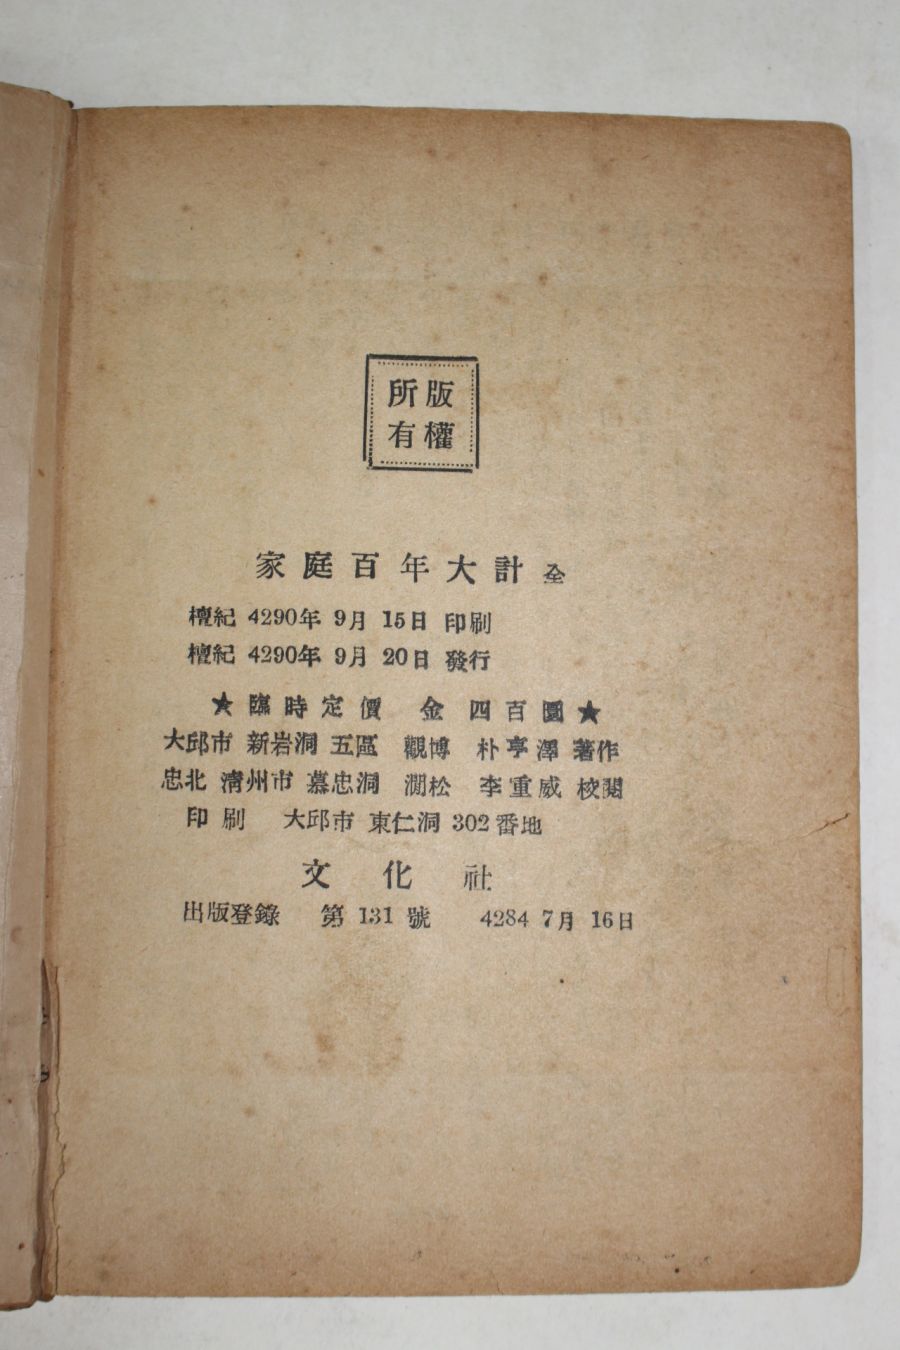 版權
所有
家庭百年大計 全
檀紀 4290年 9月 15日 印刷
檀紀 4290年 9月 20日 發行
★臨時定價 金 四百圜★
大邱市 新岩洞 五區 觀博 朴亨澤 著作
忠北 淸州市 慕忠洞 澗松 李重威 校閱
印刷 大邱市 東仁洞 302番地
文化社
出版登錄 第 131 號 4284 7月 16日